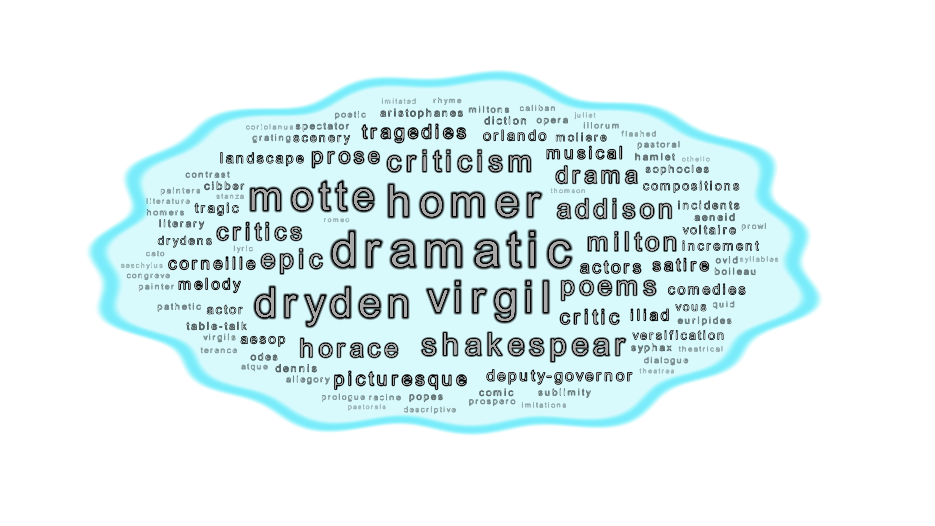 imitated rhyme
poetic aristophanes miltons caliban
diction opera juliet
coriolanus spectator tragedies illorum
grating scenery orlando moliere flashed
pastoral
landscape prose criticism musical hamlet othello
contrast drama sophocles
painters cibber motte homer thomson compositions
literature stanza
homers tragic addison incidents
romeo aeneid
literary critics voltaire prowl
drydens dramatic milton increment
cato lyric
aeschylus corneille epic actors satire ovid syllables
congreve boileau
painter melody poems comedies
dryden virgil
pathetic actor critic iliad vous quid
table-talk euripides
virgils aesop horace shakespear versification
terence odes syphax theatrical
atque dennis dialogue
allegory picturesque deputy-governor theatres
prologue racine popes comic sublimity
pastorals descriptive prospero imitations